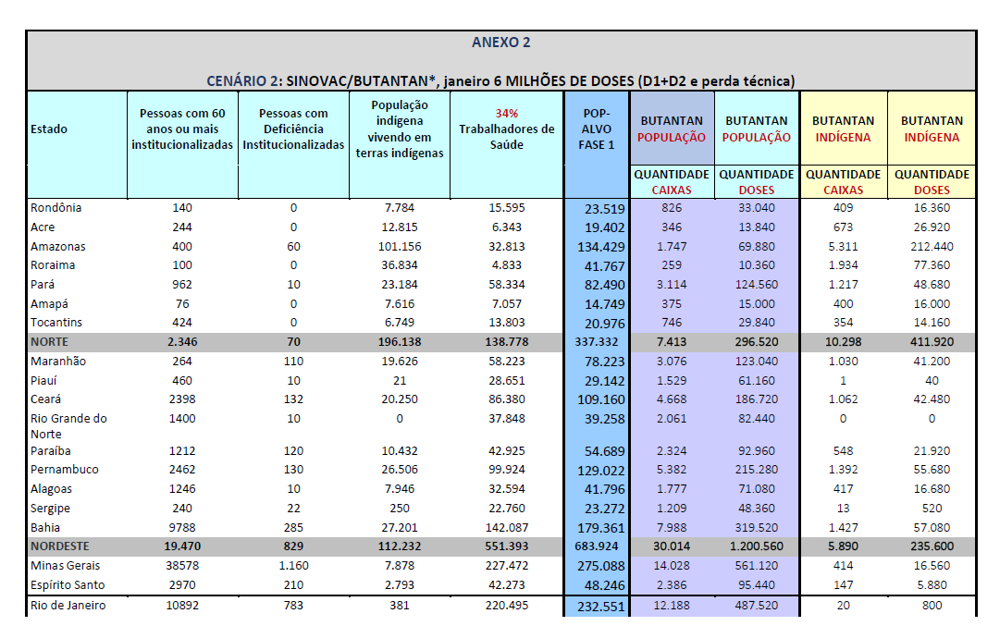 ANEXO 2
CENÁRIO 2: SINOVAC/BUTANTAN*, janeiro 6 MILHÕES DE DOSES (D1+D2 e perda técnica)
Estado Pessoas com 60 anos ou mais institucionalizadas Pessoas com Deficiência Institucionalizadas População indígena vivendo em terras indígenas 34% Trabalhadores de Saúde POP-ALVO FASE 1 BUTANTAN POPULAÇÃO BUTANTAN POPULAÇÃO BUTANTAN INDÍGENA BUTANTAN INDÍGENA
QUANTIDADE CAIXAS QUANTIDADE DOSES QUANTIDADE CAIXAS QUANTIDADE DOSES
Rondônia 140 0 7.784 15.595 23.519 826 33.040 409 16.360
Acre 244 0 12.815 6.343 19.402 346 13.840 673 26.920
Amazonas 400 60 101.156 32.813 134.429 1.747 69.880 5.311 212.440
Roraima 100 0 36.834 4.833 41.767 259 10.360 1.934 77.360
Pará 962 10 23.184 58.334 82.490 3.114 124.560 1.217 48.680
Amapá 76 0 7.616 7.057 14.749 375 15.000 400 16.000
Tocantins 424 0 6.749 13.803 20.976 746 29.840 354 14.160
NORTE 2.346 70 196.138 138.778 337.332 7.413 296.520 10.298 411.920
Maranhão 264 110 19.626 58.223 78.223 3.076 123.040 1.030 41.200
Piauí 460 10 21 28.651 29.142 1.529 61.160 1 40
Ceará 2398 132 20.250 86.380 109.160 4.668 186.720 1.062 42.480
Rio Grande do Norte 1400 10 0 37.848 39.258 2.061 82.440 0 0
Paraíba 1212 120 10.432 42.925 54.689 2.324 92.960 548 21.920
Pernambuco 2462 130 26.506 99.924 129.022 5.382 215.280 1.392 55.680
Alagoas 1246 10 7.946 32.594 41.796 1.777 71.080 417 16.680
Sergipe 240 22 250 22.760 23.272 1.209 48.360 13 520
Bahia 9788 285 27.201 142.087 179.361 7.988 319.520 1.427 57.080
NORDESTE 19.470 829 112.232 551.393 683.924 30.014 1.200.560 5.890 235.600
Minas Gerais 38578 1.160 7.878 227.472 275.088 14.028 561.120 414 16.560
Espírito Santo 2970 210 2.793 42.273 48.246 2.386 95.440 147 5.880
Rio de Janeiro 10892 783 381 220.495 232.551 12.188 487.520 20 800